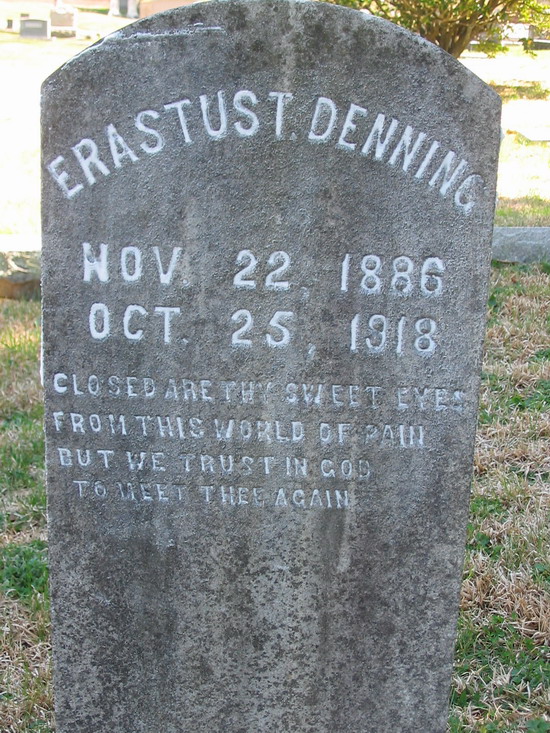 ERASTUS T. DENNING
NOV. 22, 1886
OCT. 25, 1918
CLOSED ARE THY SWEET EYES
FROM THIS WORLD OF PAIN
BUT WE TRUST IN GOD
TO MEET THEE AGAIN